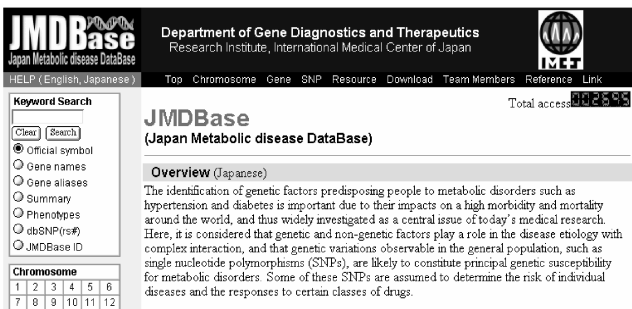 JMDBase
Japan Metabolic disease DataBase
Department of Gene Diagnostics and Therapeutics
Research Institute, International Medical Center of Japan
IMCJ
HELP ( English, Japanese )
Top Chromosome Gene SNP Resource Download Team Members Reference Link
Keyword Search
Clear Search
Official symbol
Gene names
Gene aliases
Summary
Phenotypes
dbSNP(rs#)
JMDBase ID
Chromosome
1 2 3 4 5 6
7 8 9 10 11 12
Total access 002695
JMDBase
(Japan Metabolic disease DataBase)
Overview (Japanese)
The identification of genetic factors predisposing people to metabolic disorders such as
hypertension and diabetes is important due to their impacts on a high morbidity and mortality
around the world, and thus widely investigated as a central issue of today's medical research.
Here, it is considered that genetic and non-genetic factors play a role in the disease etiology with
complex interaction, and that genetic variations observable in the general population, such as
single nucleotide polymorphisms (SNPs), are likely to constitute principal genetic susceptibility
for metabolic disorders. Some of these SNPs are assumed to determine the risk of individual
diseases and the responses to certain classes of drugs.